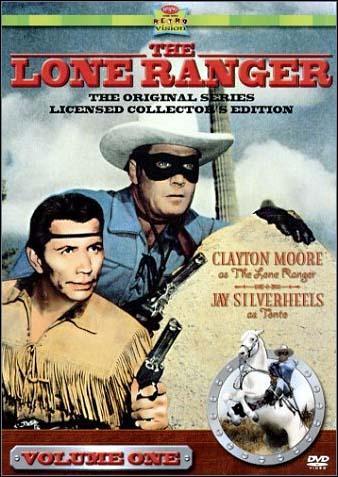 RETRO
vision
THE
LONE RANGER
THE ORIGINAL SERIES
LICENSED COLLECTOR'S EDITION
CLAYTON MOORE
as The Lone Ranger
JAY SILVERHEELS
as Tonto
VOLUME ONE
DVD
VIDEO